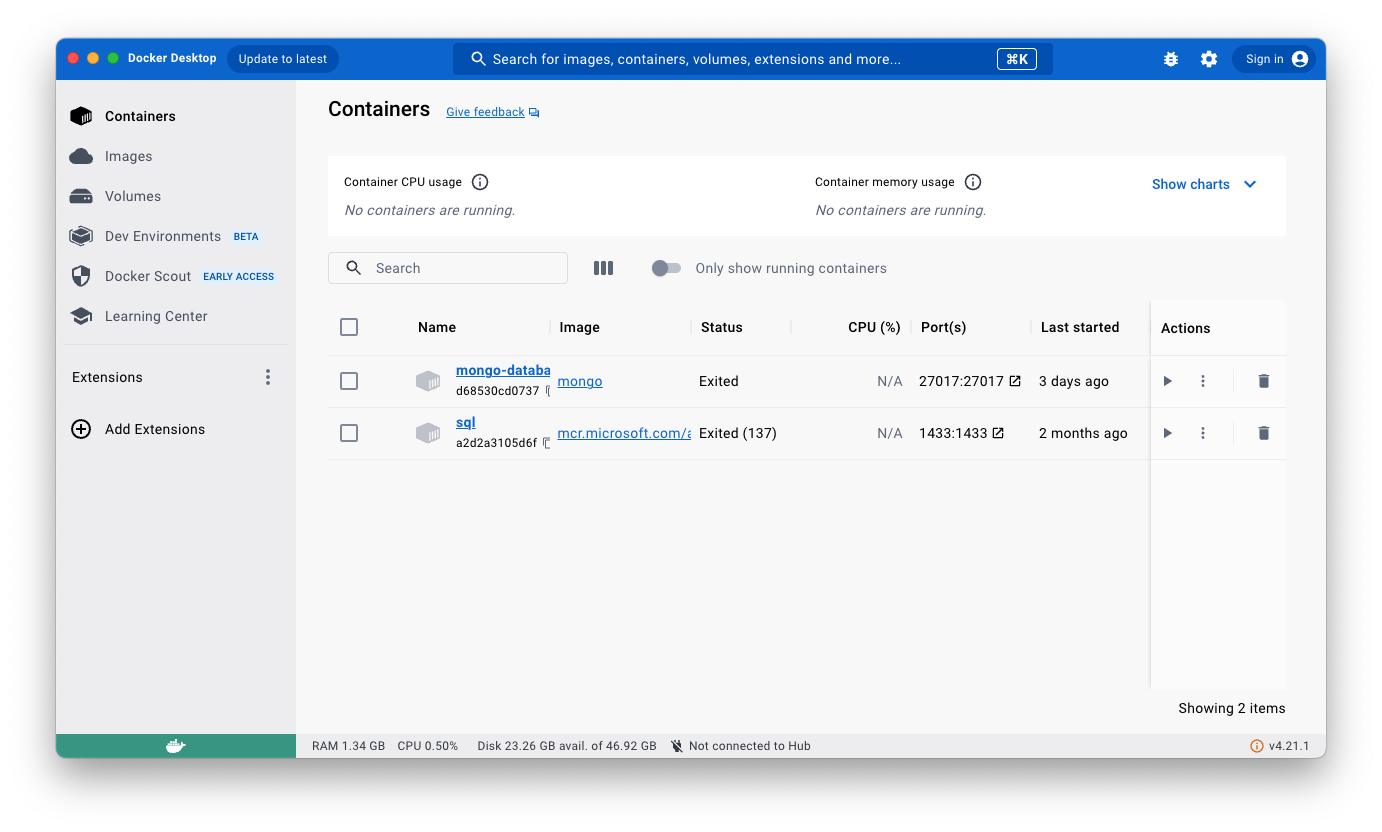 Docker Desktop
Update to latest
Search for images, containers, volumes, extensions and more...
⌘K
Sign in
Containers
Images
Volumes
Dev Environments BETA
Docker Scout EARLY ACCESS
Learning Center
Extensions
Add Extensions
Containers
Give feedback
Container CPU usage
No containers are running.
Container memory usage
No containers are running.
Show charts
Search
Only show running containers
Name Image Status CPU (%) Port(s) Last started Actions
mongo-databa
d68530cd0737
mongo Exited N/A 27017:27017 3 days ago
sql
a2d2a3105d6f
mcr.microsoft.com/a Exited (137) N/A 1433:1433 2 months ago
Showing 2 items
RAM 1.34 GB CPU 0.50% Disk 23.26 GB avail. of 46.92 GB Not connected to Hub v4.21.1